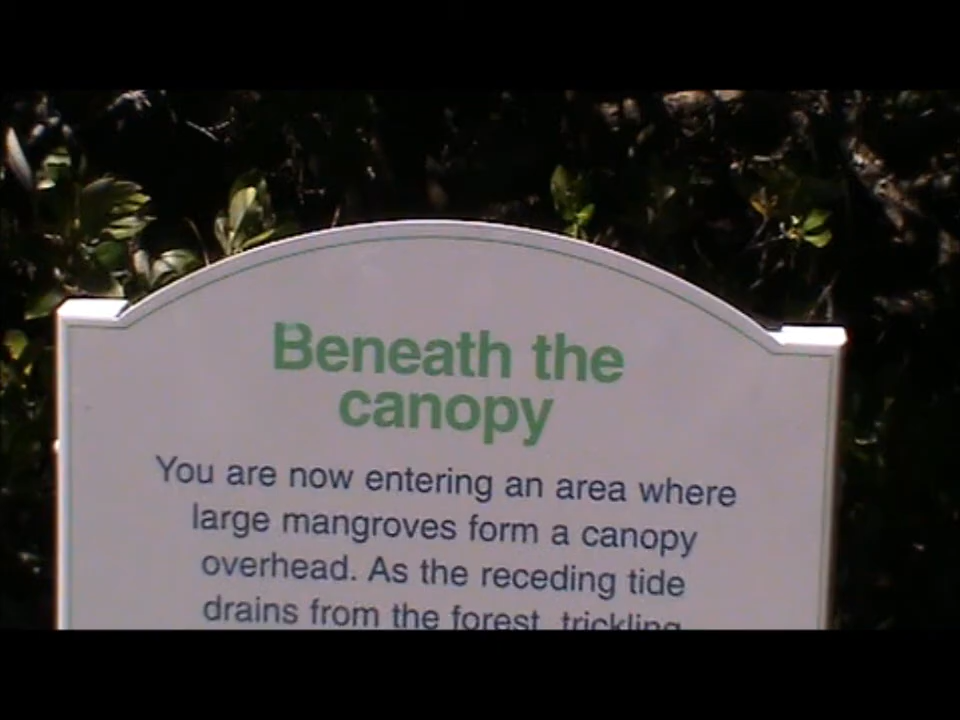 Beneath the
canopy
You are now entering an area where
large mangroves form a canopy
overhead. As the receding tide
drains from the forest, trickling